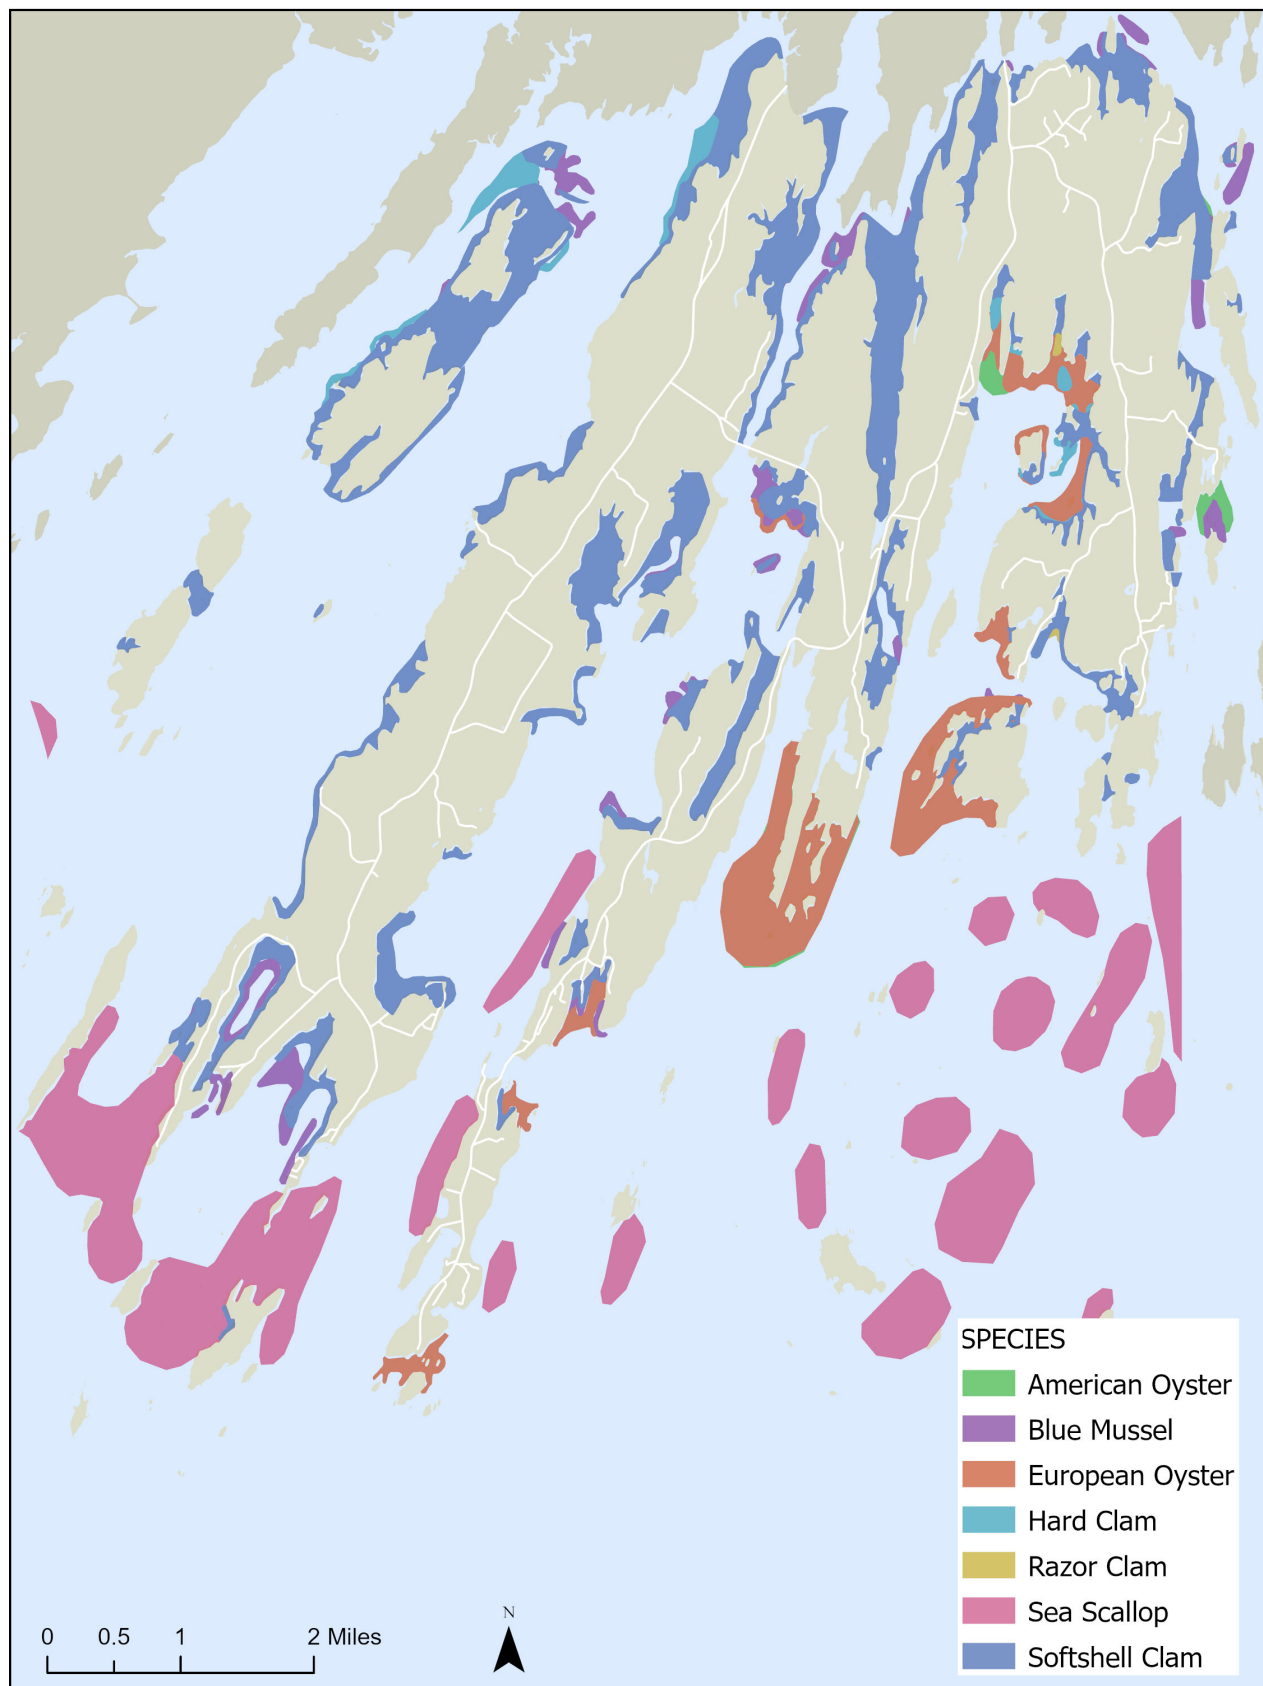 SPECIES
American Oyster
Blue Mussel
European Oyster
Hard Clam
Razor Clam
Sea Scallop
Softshell Clam
N
0 0.5 1 2 Miles